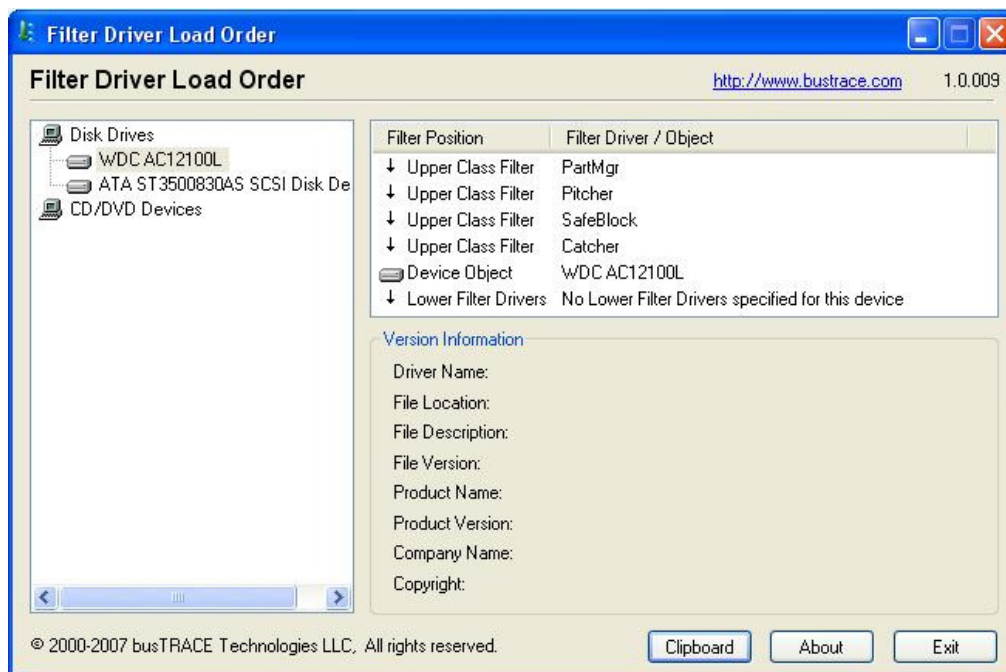 Filter Driver Load Order
Filter Driver Load Order
http://www.bustrace.com 1.0.009
Disk Drives
WDC AC12100L
ATA ST3500830AS SCSI Disk De
CD/DVD Devices
Filter Position Filter Driver / Object
Upper Class Filter PartMgr
Upper Class Filter Pitcher
Upper Class Filter SafeBlock
Upper Class Filter Catcher
Device Object WDC AC12100L
Lower Filter Drivers No Lower Filter Drivers specified for this device
Version Information
Driver Name:
File Location:
File Description:
File Version:
Product Name:
Product Version:
Company Name:
Copyright:
© 2000-2007 busTRACE Technologies LLC, All rights reserved.
Clipboard About Exit